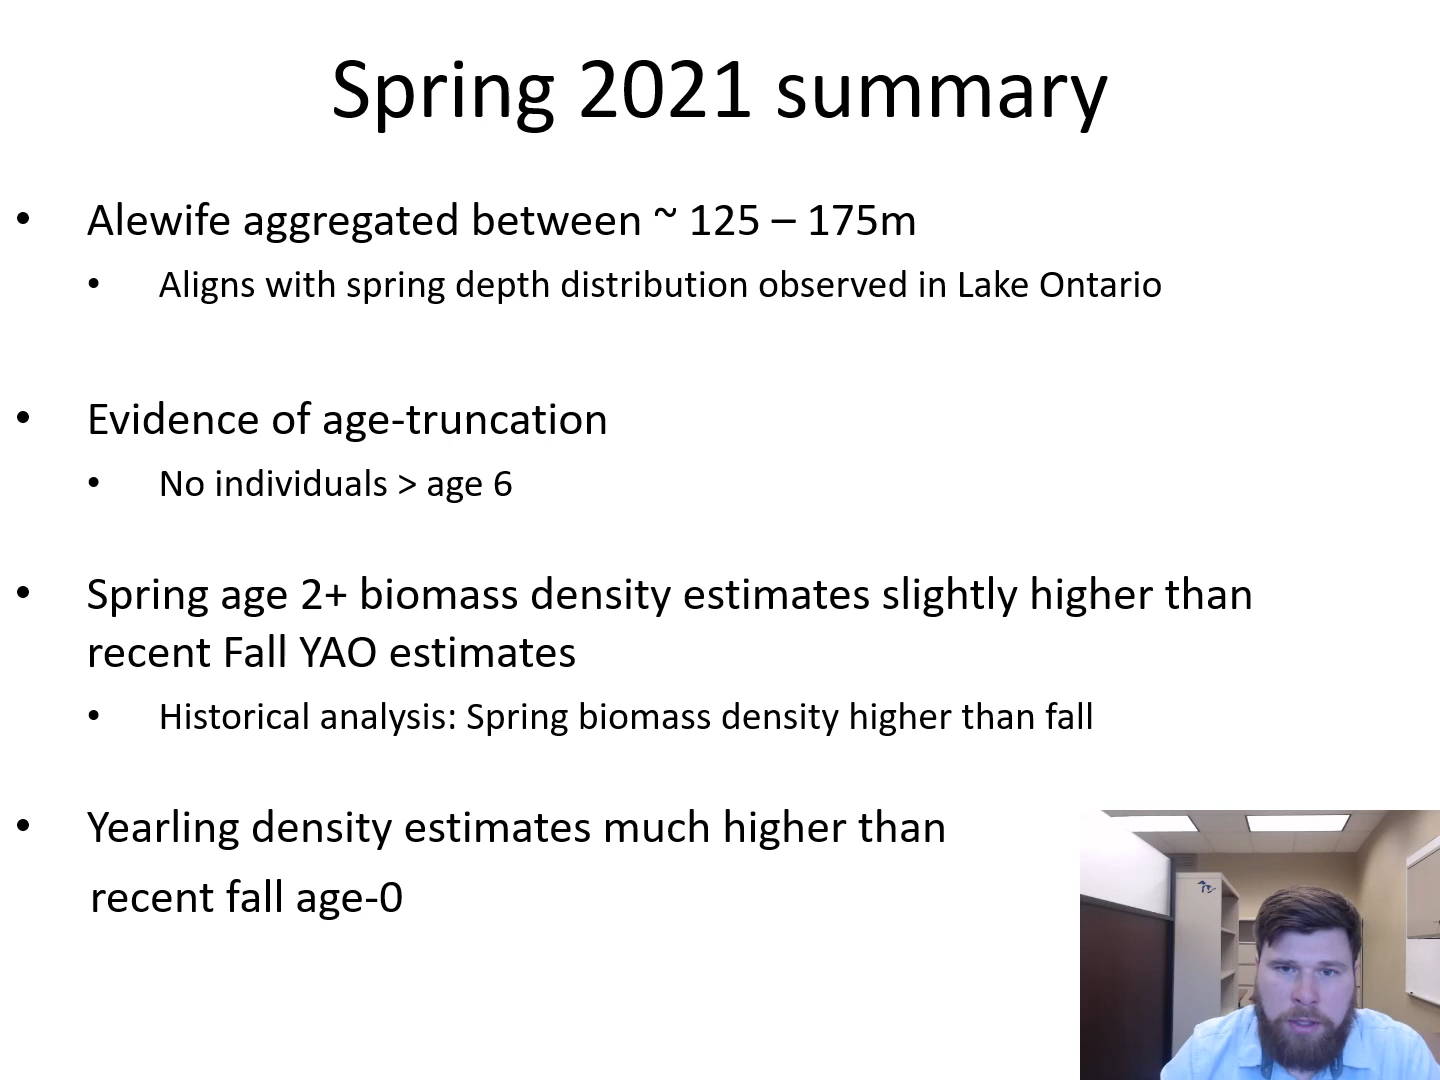 Spring 2021 summary
• Alewife aggregated between ~ 125 – 175m
• Aligns with spring depth distribution observed in Lake Ontario
• Evidence of age-truncation
• No individuals > age 6
• Spring age 2+ biomass density estimates slightly higher than
recent Fall YAO estimates
• Historical analysis: Spring biomass density higher than fall
• Yearling density estimates much higher than
recent fall age-0